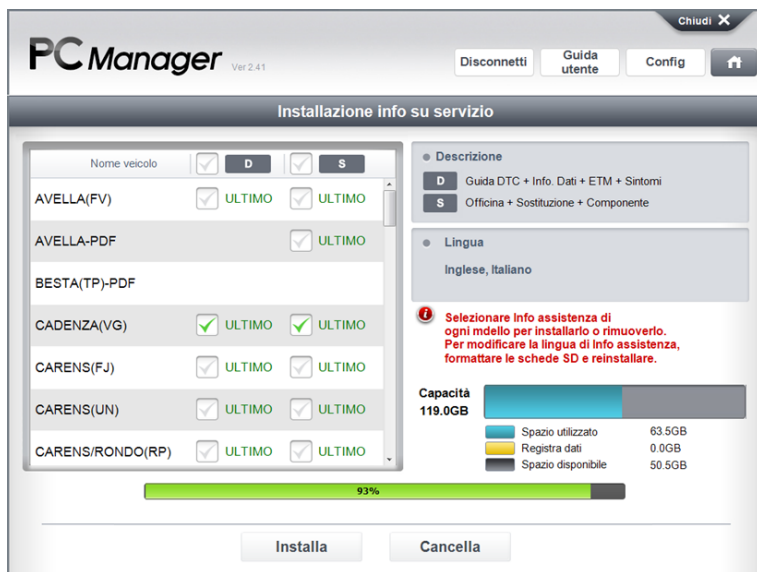 Chiudi X
PC Manager Ver 2.41
Disconnetti
Guida
utente
Config
Installazione info su servizio
Nome veicolo D S
AVELLA(FV) ULTIMO ULTIMO
AVELLA-PDF ULTIMO
BESTA(TP)-PDF
CADENZA(VG) ULTIMO ULTIMO
CARENS(FJ) ULTIMO ULTIMO
CARENS(UN) ULTIMO ULTIMO
CARENS/RONDO(RP) ULTIMO ULTIMO
Descrizione
D Guida DTC + Info. Dati + ETM + Sintomi
S Officina + Sostituzione + Componente
Lingua
Inglese, Italiano
Selezionare Info assistenza di
ogni mdello per installarlo o rimuoverlo.
Per modificare la lingua di Info assistenza,
formattare le schede SD e reinstallare.
Capacità
119.0GB
Spazio utilizzato 63.5GB
Registra dati 0.0GB
Spazio disponibile 50.5GB
93%
Installa
Cancella